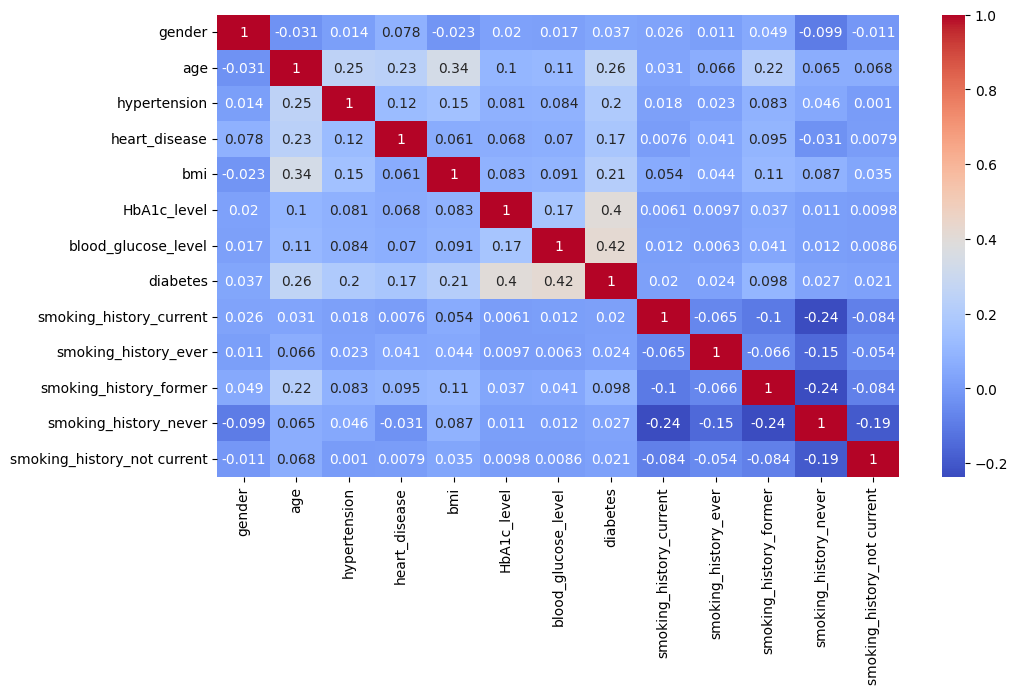 gender 1 -0.031 0.014 0.078 -0.023 0.02 0.017 0.037 0.026 0.011 0.049 -0.099 -0.011
age -0.031 1 0.25 0.23 0.34 0.1 0.11 0.26 0.031 0.066 0.22 0.065 0.068
hypertension 0.014 0.25 1 0.12 0.15 0.081 0.084 0.2 0.018 0.023 0.083 0.046 0.001
heart_disease 0.078 0.23 0.12 1 0.061 0.068 0.07 0.17 0.0076 0.041 0.095 -0.031 0.0079
bmi -0.023 0.34 0.15 0.061 1 0.083 0.091 0.21 0.054 0.044 0.11 0.087 0.035
HbA1c_level 0.02 0.1 0.081 0.068 0.083 1 0.17 0.4 0.0061 0.0097 0.037 0.011 0.0098
blood_glucose_level 0.017 0.11 0.084 0.07 0.091 0.17 1 0.42 0.012 0.0063 0.041 0.012 0.0086
diabetes 0.037 0.26 0.2 0.17 0.21 0.4 0.42 1 0.02 0.024 0.098 0.027 0.021
smoking_history_current 0.026 0.031 0.018 0.0076 0.054 0.0061 0.012 0.02 1 -0.065 -0.1 -0.24 -0.084
smoking_history_ever 0.011 0.066 0.023 0.041 0.044 0.0097 0.0063 0.024 -0.065 1 -0.066 -0.15 -0.054
smoking_history_former 0.049 0.22 0.083 0.095 0.11 0.037 0.041 0.098 -0.1 -0.066 1 -0.24 -0.084
smoking_history_never -0.099 0.065 0.046 -0.031 0.087 0.011 0.012 0.027 -0.24 -0.15 -0.24 1 -0.19
smoking_history_not current -0.011 0.068 0.001 0.0079 0.035 0.0098 0.0086 0.021 -0.084 -0.054 -0.084 -0.19 1
gender
age
hypertension
heart_disease
bmi
HbA1c_level
blood_glucose_level
diabetes
smoking_history_current
smoking_history_ever
smoking_history_former
smoking_history_never
smoking_history_not current
1.0
0.8
0.6
0.4
0.2
0.0
−0.2